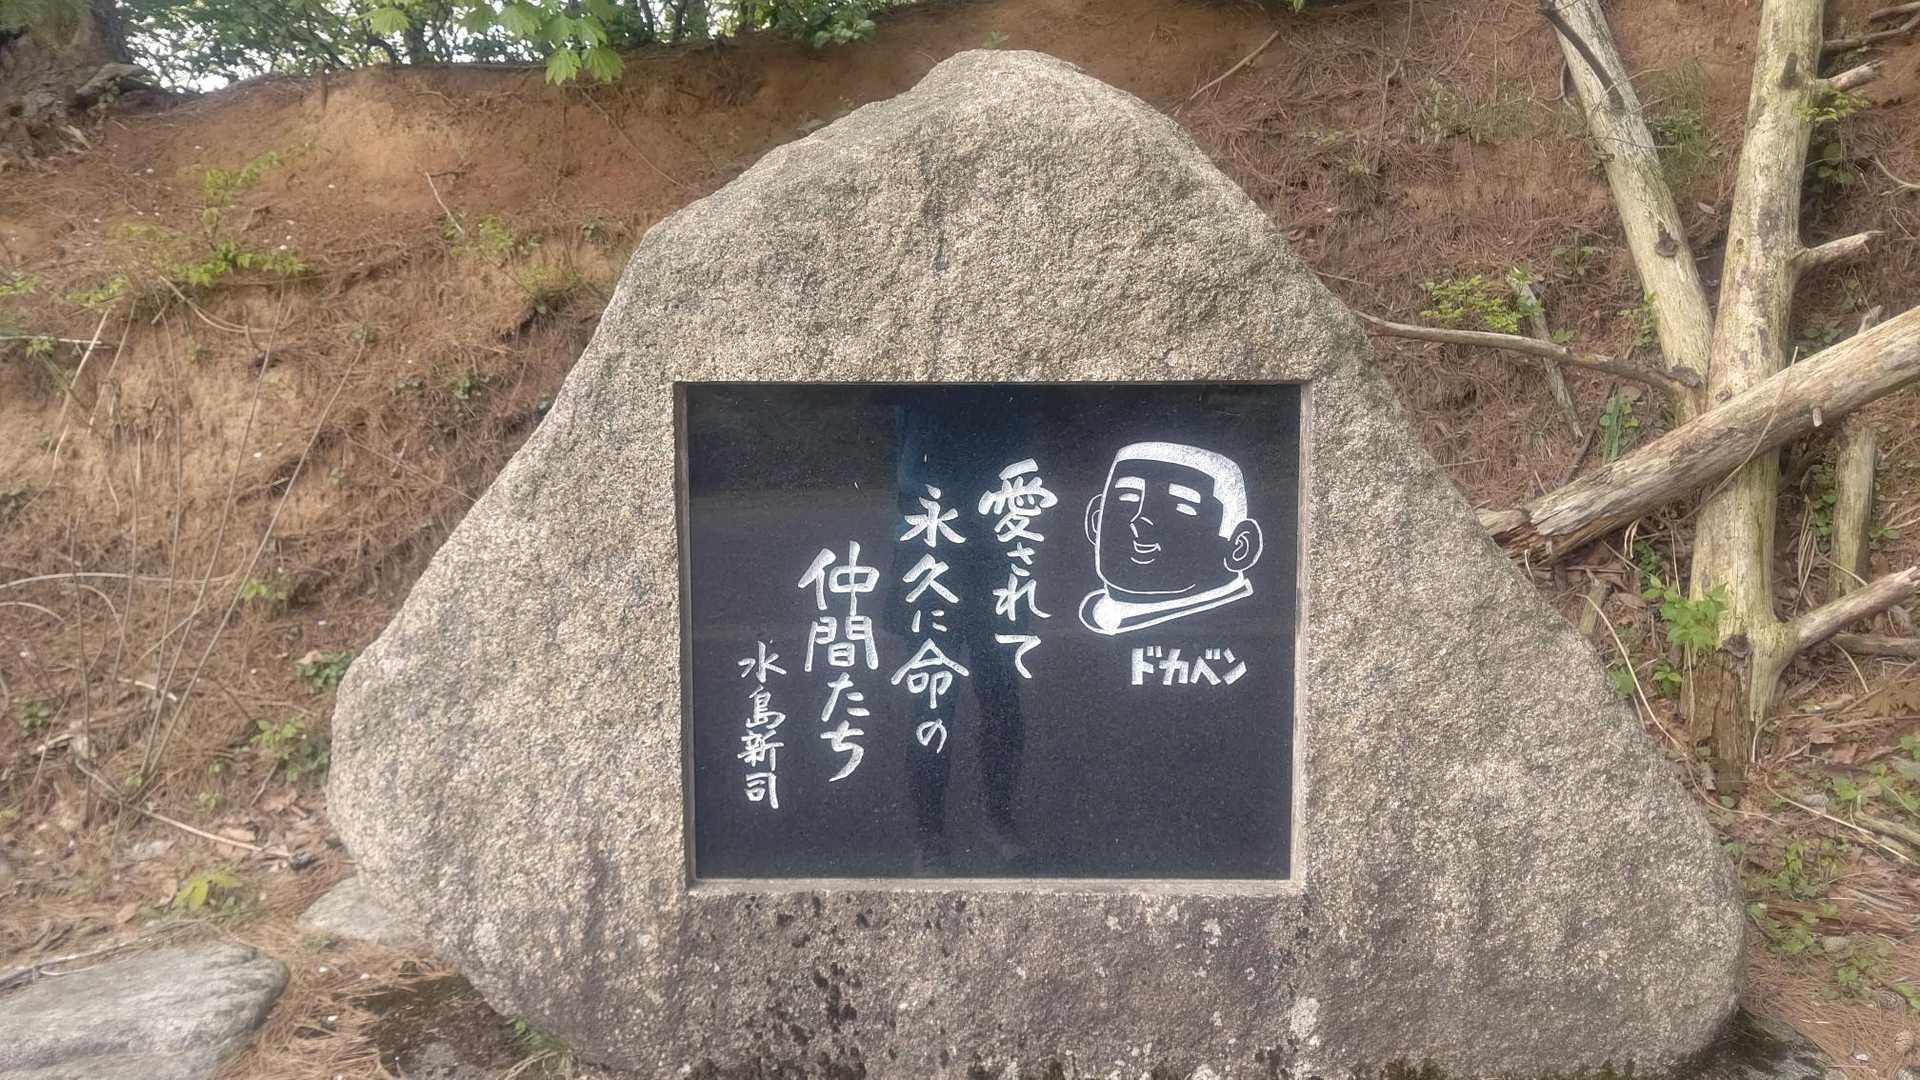 ドカベン
愛されて
永久に命の
仲間たち
水島新司